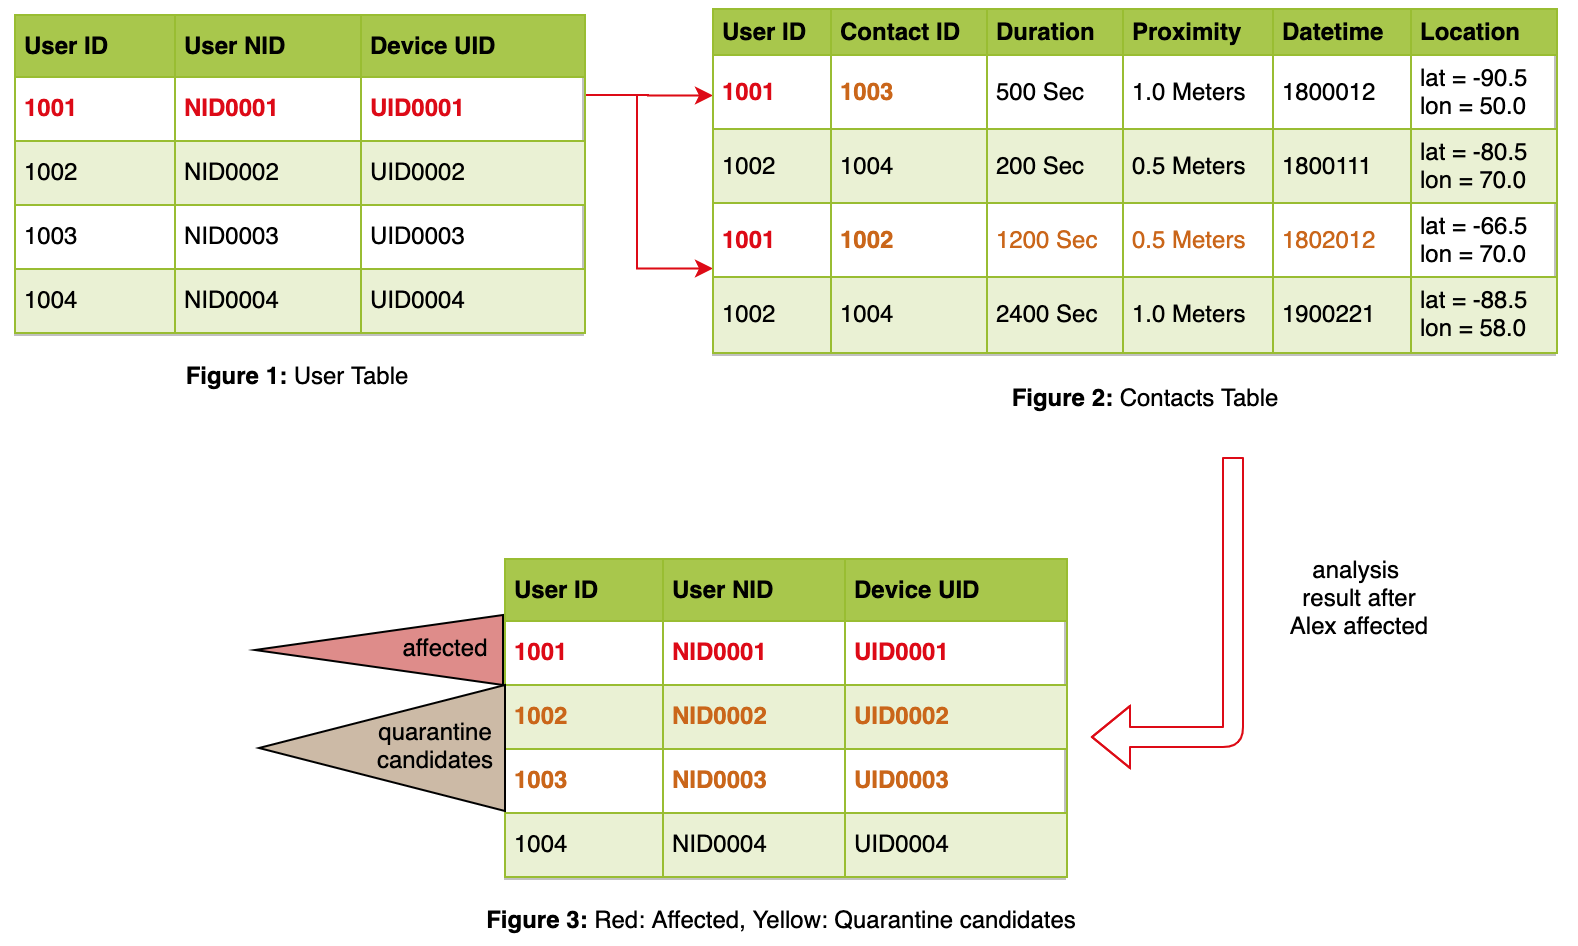 User ID User NID Device UID
1001 NID0001 UID0001
1002 NID0002 UID0002
1003 NID0003 UID0003
1004 NID0004 UID0004
Figure 1: User Table
User ID Contact ID Duration Proximity Datetime Location
1001 1003 500 Sec 1.0 Meters 1800012 lat = -90.5
lon = 50.0
1002 1004 200 Sec 0.5 Meters 1800111 lat = -80.5
lon = 70.0
1001 1002 1200 Sec 0.5 Meters 1802012 lat = -66.5
lon = 70.0
1002 1004 2400 Sec 1.0 Meters 1900221 lat = -88.5
lon = 58.0
Figure 2: Contacts Table
analysis
result after
Alex affected
User ID User NID Device UID
affected
1001 NID0001 UID0001
quarantine
candidates
1002 NID0002 UID0002
1003 NID0003 UID0003
1004 NID0004 UID0004
Figure 3: Red: Affected, Yellow: Quarantine candidates